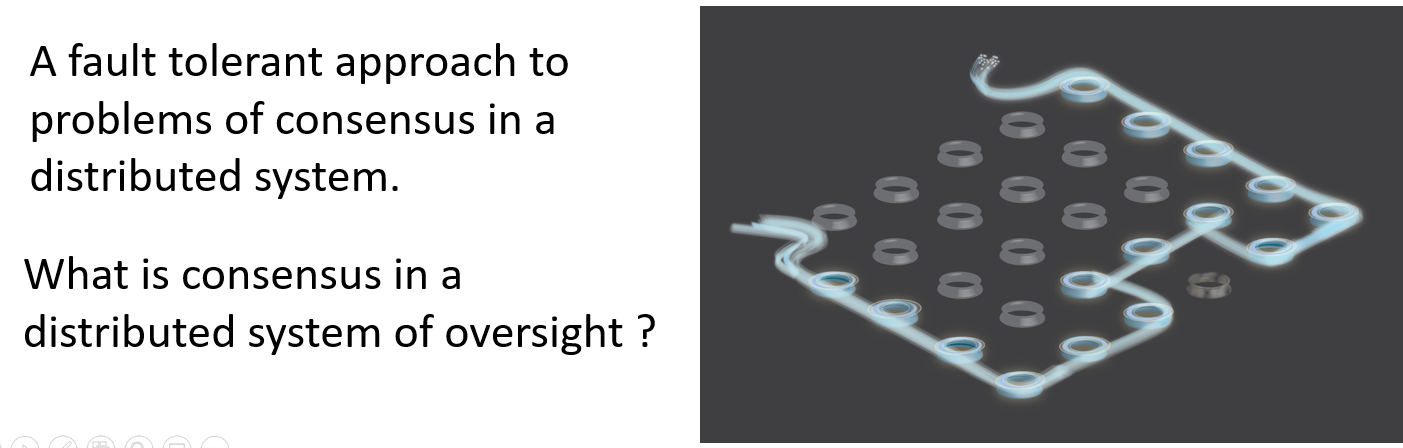 A fault tolerant approach to
problems of consensus in a
distributed system.
What is consensus in a
distributed system of oversight ?